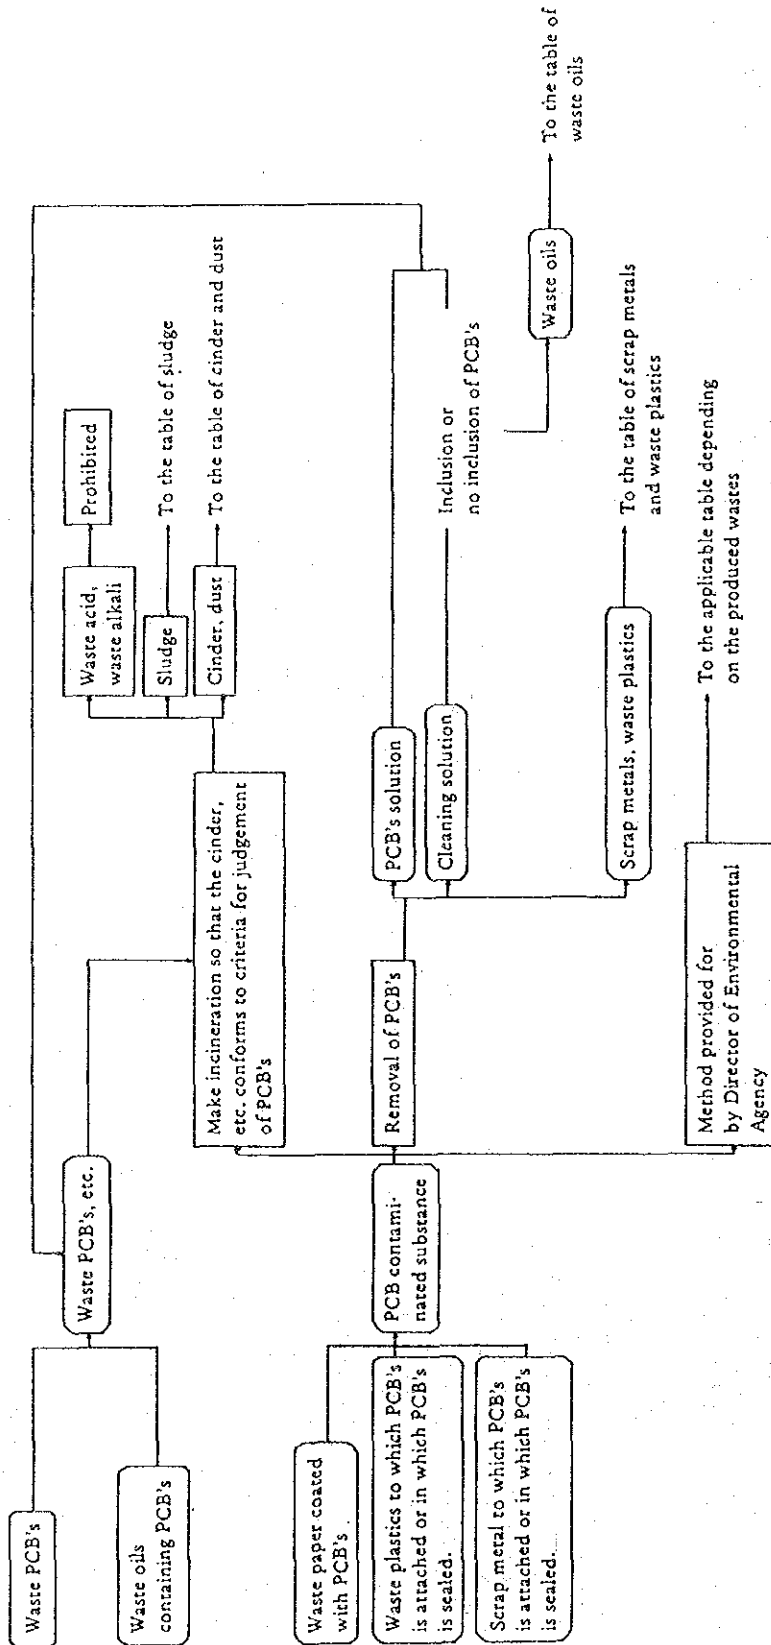 Waste PCB's
Waste oils
containing PCB's
Waste PCB's, etc.
Waste paper coated
with PCB's
Waste plastics to which PCB's
is attached or in which PCB's
is sealed.
Scrap metal to which PCB's
is attached or in which PCB's
is sealed.
PCB contami-
nated substance
Make incineration so that the cinder,
etc. conforms to criteria for judgement
of PCB's
Removal of PCB's
Method provided for
by Director of Environmental
Agency
Waste acid,
waste alkali
Prohibited
Sludge
To the table of sludge
Cinder, dust
To the table of cinder and dust
PCB's solution
Cleaning solution
Inclusion or
no inclusion of PCB's
Waste oils
To the table of
waste oils
Scrap metals, waste plastics
To the table of scrap metals
and waste plastics
To the applicable table depending
on the produced wastes